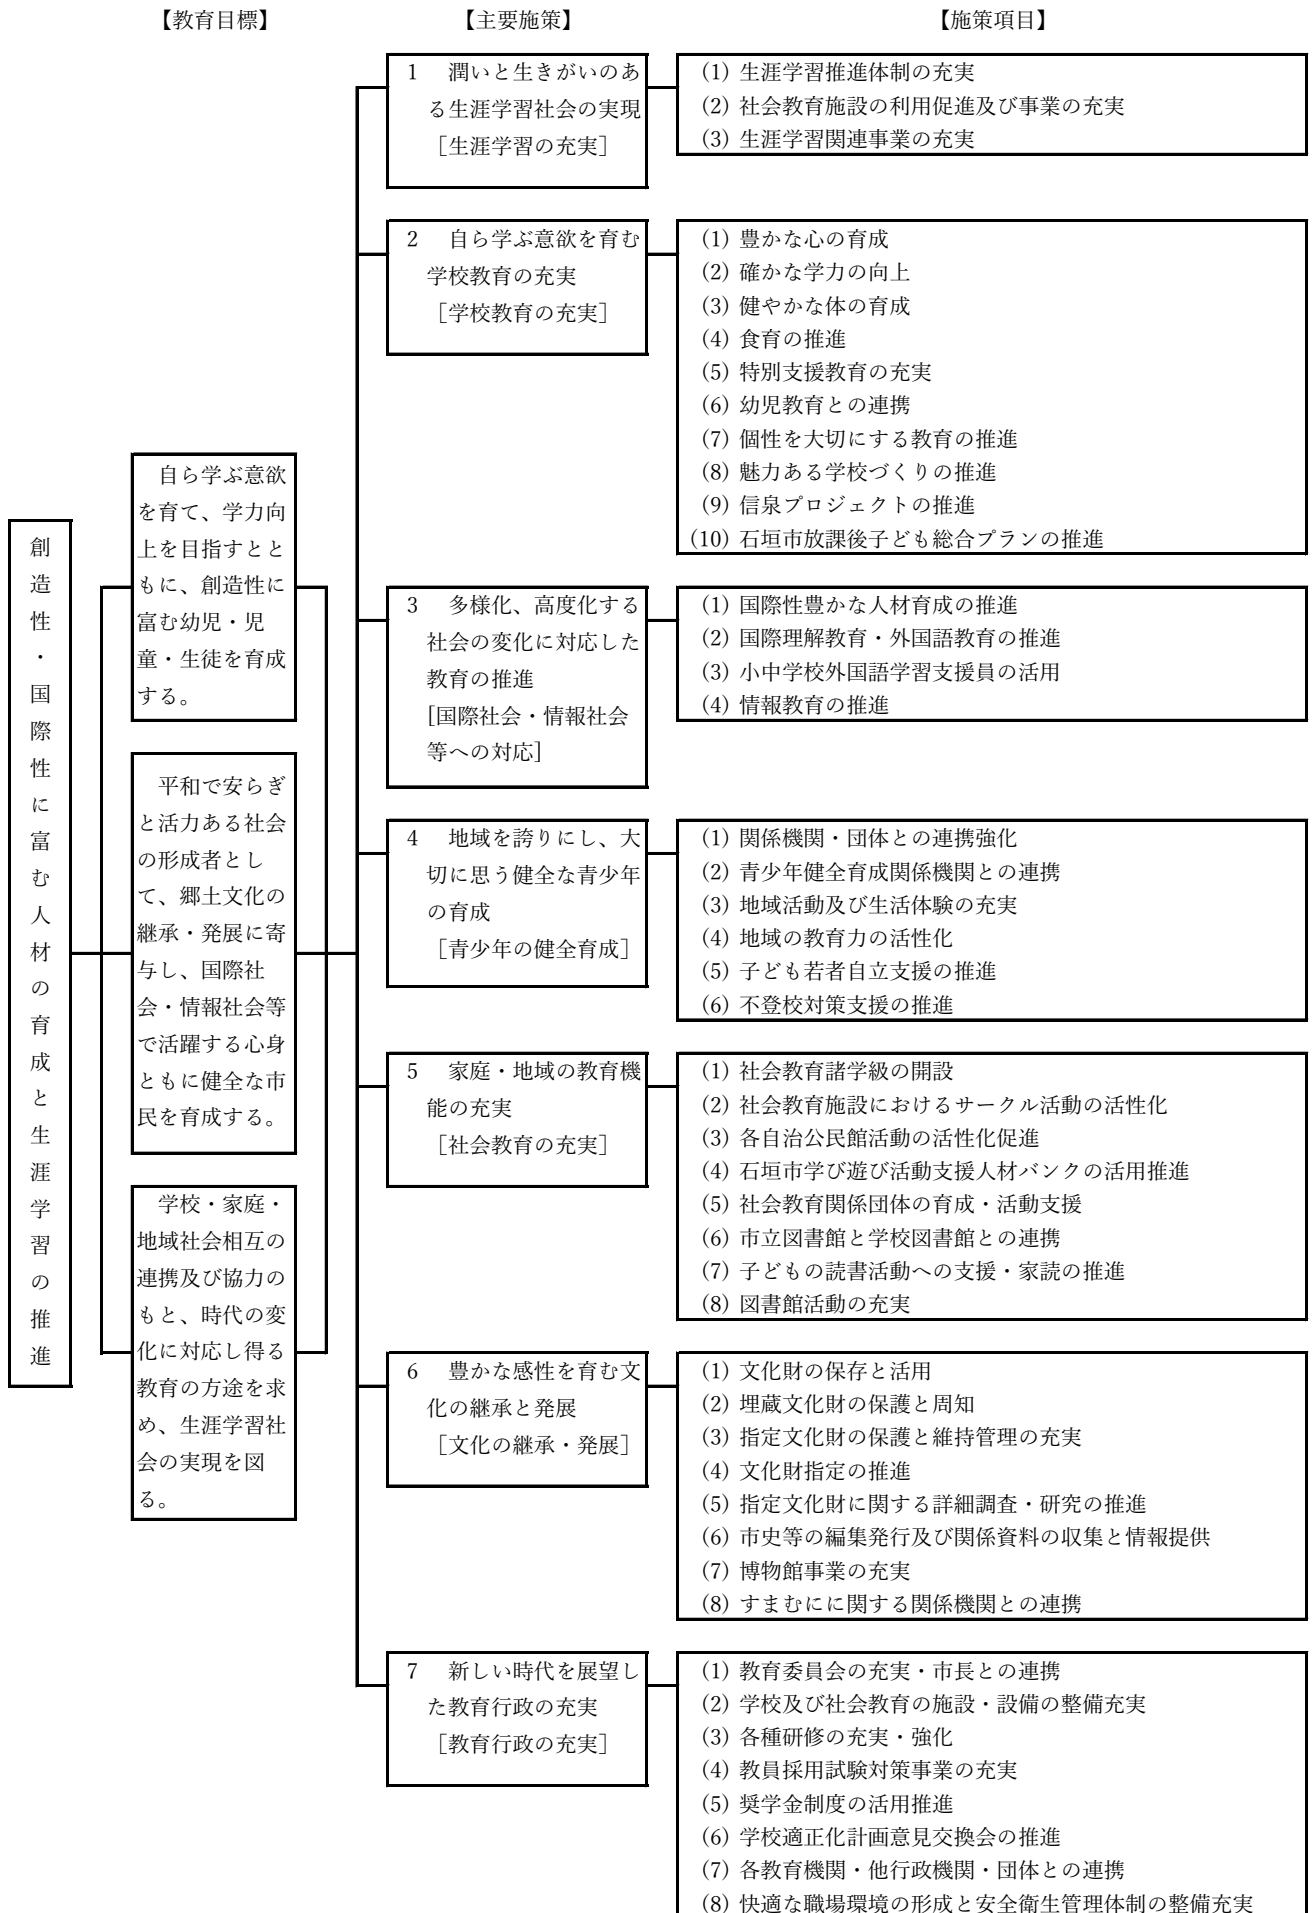 【教育目標】
【主要施策】
【施策項目】
創造性・国際性に富む人材の育成と生涯学習の推進
自ら学ぶ意欲
を育て、学力向
上を目指すとと
もに、創造性に
富む幼児・児
童・生徒を育成
する。
平和で安らぎ
と活力ある社会
の形成者とし
て、郷土文化の
継承・発展に寄
与し、国際社
会・情報社会等
で活躍する心身
ともに健全な市
民を育成する。
学校・家庭・
地域社会相互の
連携及び協力の
もと、時代の変
化に対応し得る
教育の方途を求
め、生涯学習社
会の実現を図
る。
1 潤いと生きがいのあ
る生涯学習社会の実現
［生涯学習の充実］
(1) 生涯学習推進体制の充実
(2) 社会教育施設の利用促進及び事業の充実
(3) 生涯学習関連事業の充実
2 自ら学ぶ意欲を育む
学校教育の充実
［学校教育の充実］
(1) 豊かな心の育成
(2) 確かな学力の向上
(3) 健やかな体の育成
(4) 食育の推進
(5) 特別支援教育の充実
(6) 幼児教育との連携
(7) 個性を大切にする教育の推進
(8) 魅力ある学校づくりの推進
(9) 信泉プロジェクトの推進
(10) 石垣市放課後子ども総合プランの推進
3 多様化、高度化する
社会の変化に対応した
教育の推進
[国際社会・情報社会
等への対応]
(1) 国際性豊かな人材育成の推進
(2) 国際理解教育・外国語教育の推進
(3) 小中学校外国語学習支援員の活用
(4) 情報教育の推進
4 地域を誇りにし、大
切に思う健全な青少年
の育成
［青少年の健全育成］
(1) 関係機関・団体との連携強化
(2) 青少年健全育成関係機関との連携
(3) 地域活動及び生活体験の充実
(4) 地域の教育力の活性化
(5) 子ども若者自立支援の推進
(6) 不登校対策支援の推進
5 家庭・地域の教育機
能の充実
［社会教育の充実］
(1) 社会教育諸学級の開設
(2) 社会教育施設におけるサークル活動の活性化
(3) 各自治公民館活動の活性化促進
(4) 石垣市学び遊び活動支援人材バンクの活用推進
(5) 社会教育関係団体の育成・活動支援
(6) 市立図書館と学校図書館との連携
(7) 子どもの読書活動への支援・家読の推進
(8) 図書館活動の充実
6 豊かな感性を育む文
化の継承と発展
［文化の継承・発展］
(1) 文化財の保存と活用
(2) 埋蔵文化財の保護と周知
(3) 指定文化財の保護と維持管理の充実
(4) 文化財指定の推進
(5) 指定文化財に関する詳細調査・研究の推進
(6) 市史等の編集発行及び関係資料の収集と情報提供
(7) 博物館事業の充実
(8) すまむにに関する関係機関との連携
7 新しい時代を展望し
た教育行政の充実
［教育行政の充実］
(1) 教育委員会の充実・市長との連携
(2) 学校及び社会教育の施設・設備の整備充実
(3) 各種研修の充実・強化
(4) 教員採用試験対策事業の充実
(5) 奨学金制度の活用推進
(6) 学校適正化計画意見交換会の推進
(7) 各教育機関・他行政機関・団体との連携
(8) 快適な職場環境の形成と安全衛生管理体制の整備充実